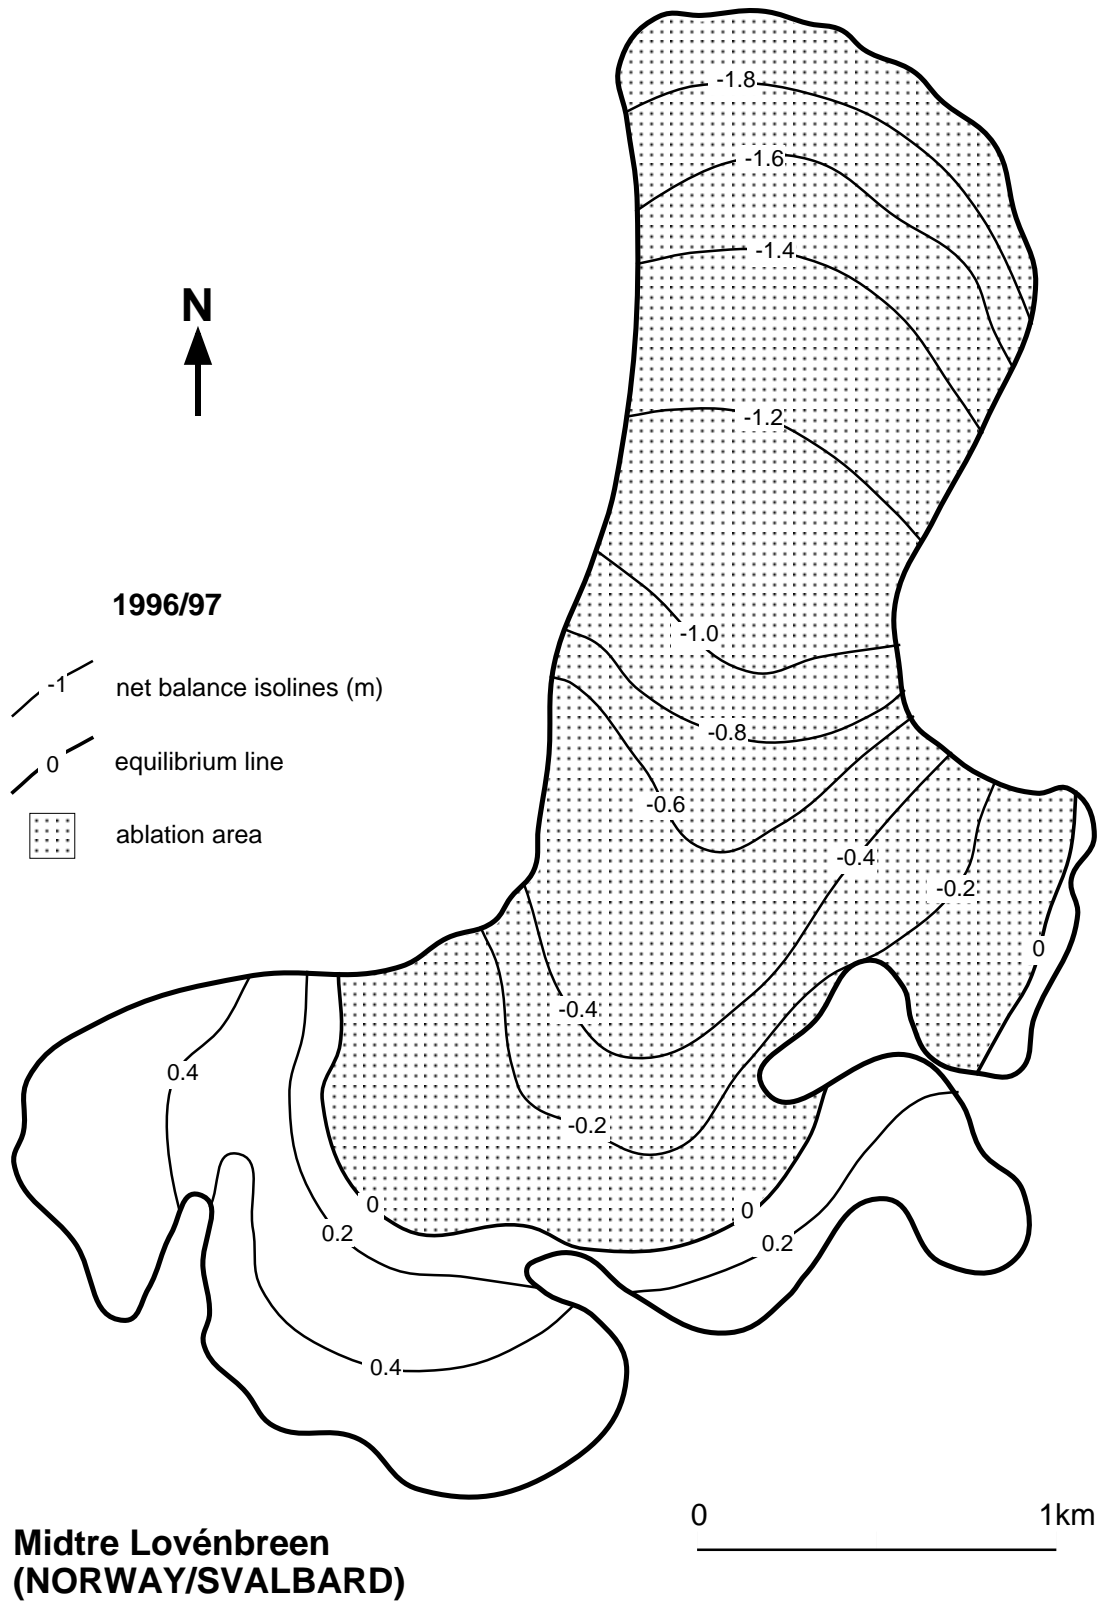 -1.8
-1.6
-1.4
N
-1.2
1996/97
-1.0
-1 net balance isolines (m)
-0.8
0 equilibrium line
-0.6
ablation area
-0.4
-0.2
0
-0.4
0.4
-0.2
0
0
0.2
0.2
0.4
0 1km
Midtre Lovénbreen
(NORWAY/SVALBARD)